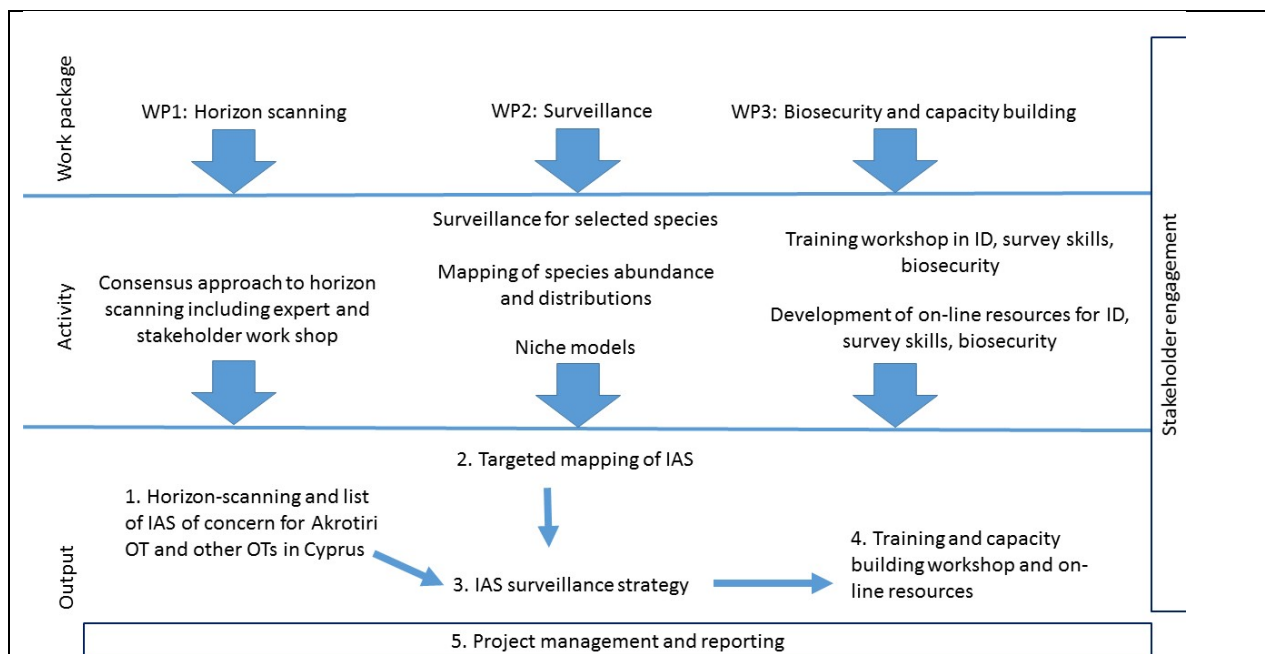 Work package
WP1: Horizon scanning
WP2: Surveillance
WP3: Biosecurity and capacity building
Activity
Consensus approach to horizon
scanning including expert and
stakeholder work shop
Surveillance for selected species
Mapping of species abundance
and distributions
Niche models
Training workshop in ID, survey skills,
biosecurity
Development of on-line resources for ID,
survey skills, biosecurity
Stakeholder engagement
Output
1. Horizon-scanning and list
of IAS of concern for Akrotiri
OT and other OTs in Cyprus
2. Targeted mapping of IAS
3. IAS surveillance strategy
4. Training and capacity
building workshop and on-
line resources
5. Project management and reporting